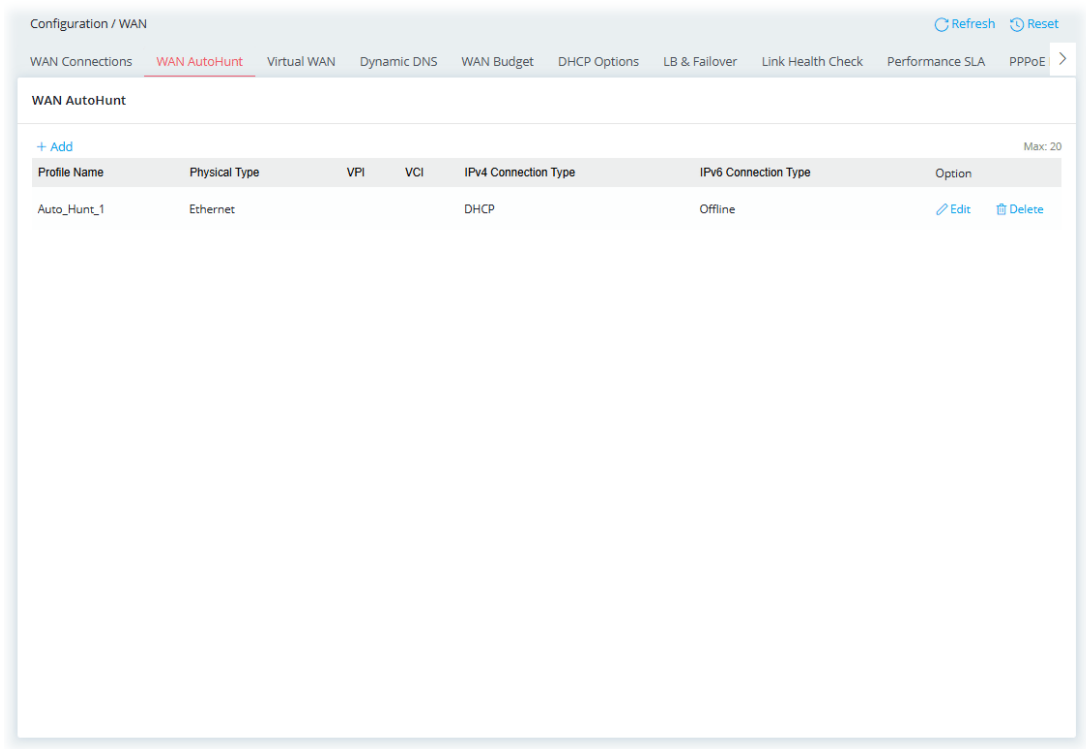 Configuration / WAN Refresh Reset
WAN Connections WAN AutoHunt Virtual WAN Dynamic DNS WAN Budget DHCP Options LB & Failover Link Health Check Performance SLA PPPoE
WAN AutoHunt
+ Add Max: 20
Profile Name Physical Type VPI VCI IPv4 Connection Type IPv6 Connection Type Option
Auto_Hunt_1 Ethernet DHCP Offline Edit Delete